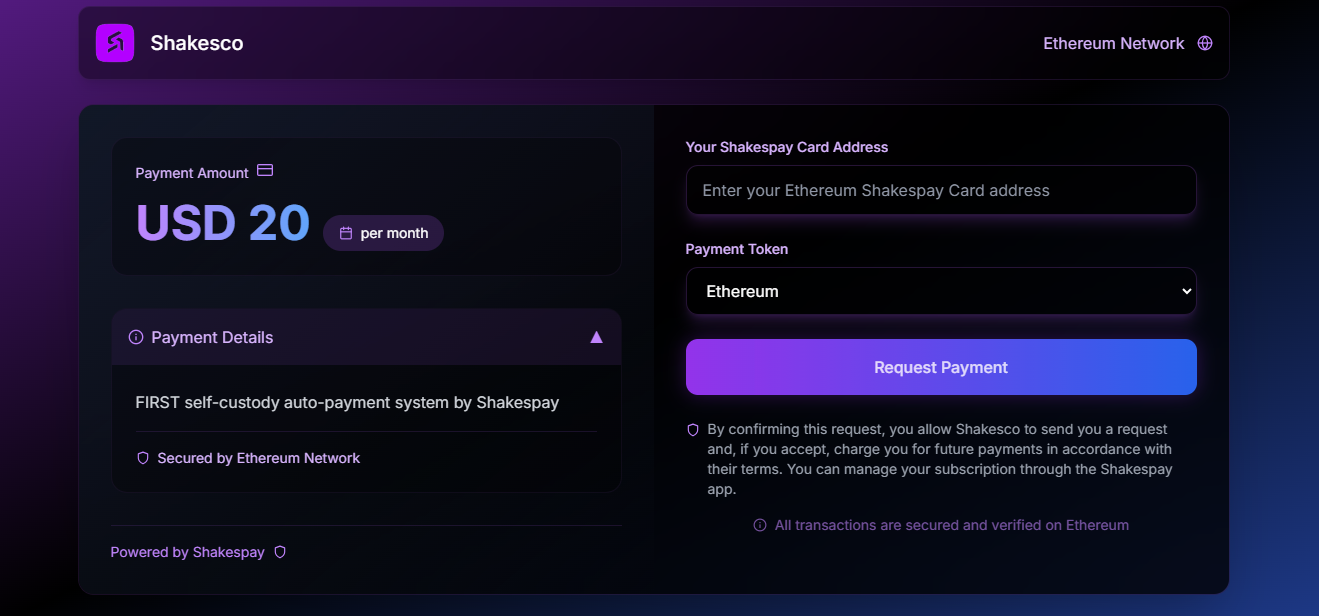 Shakesco
Ethereum Network
Payment Amount
USD 20
per month
Payment Details
FIRST self-custody auto-payment system by Shakespay
Secured by Ethereum Network
Powered by Shakespay
Your Shakespay Card Address
Enter your Ethereum Shakespay Card address
Payment Token
Ethereum
Request Payment
By confirming this request, you allow Shakesco to send you a request
and, if you accept, charge you for future payments in accordance with
their terms. You can manage your subscription through the Shakespay
app.
All transactions are secured and verified on Ethereum